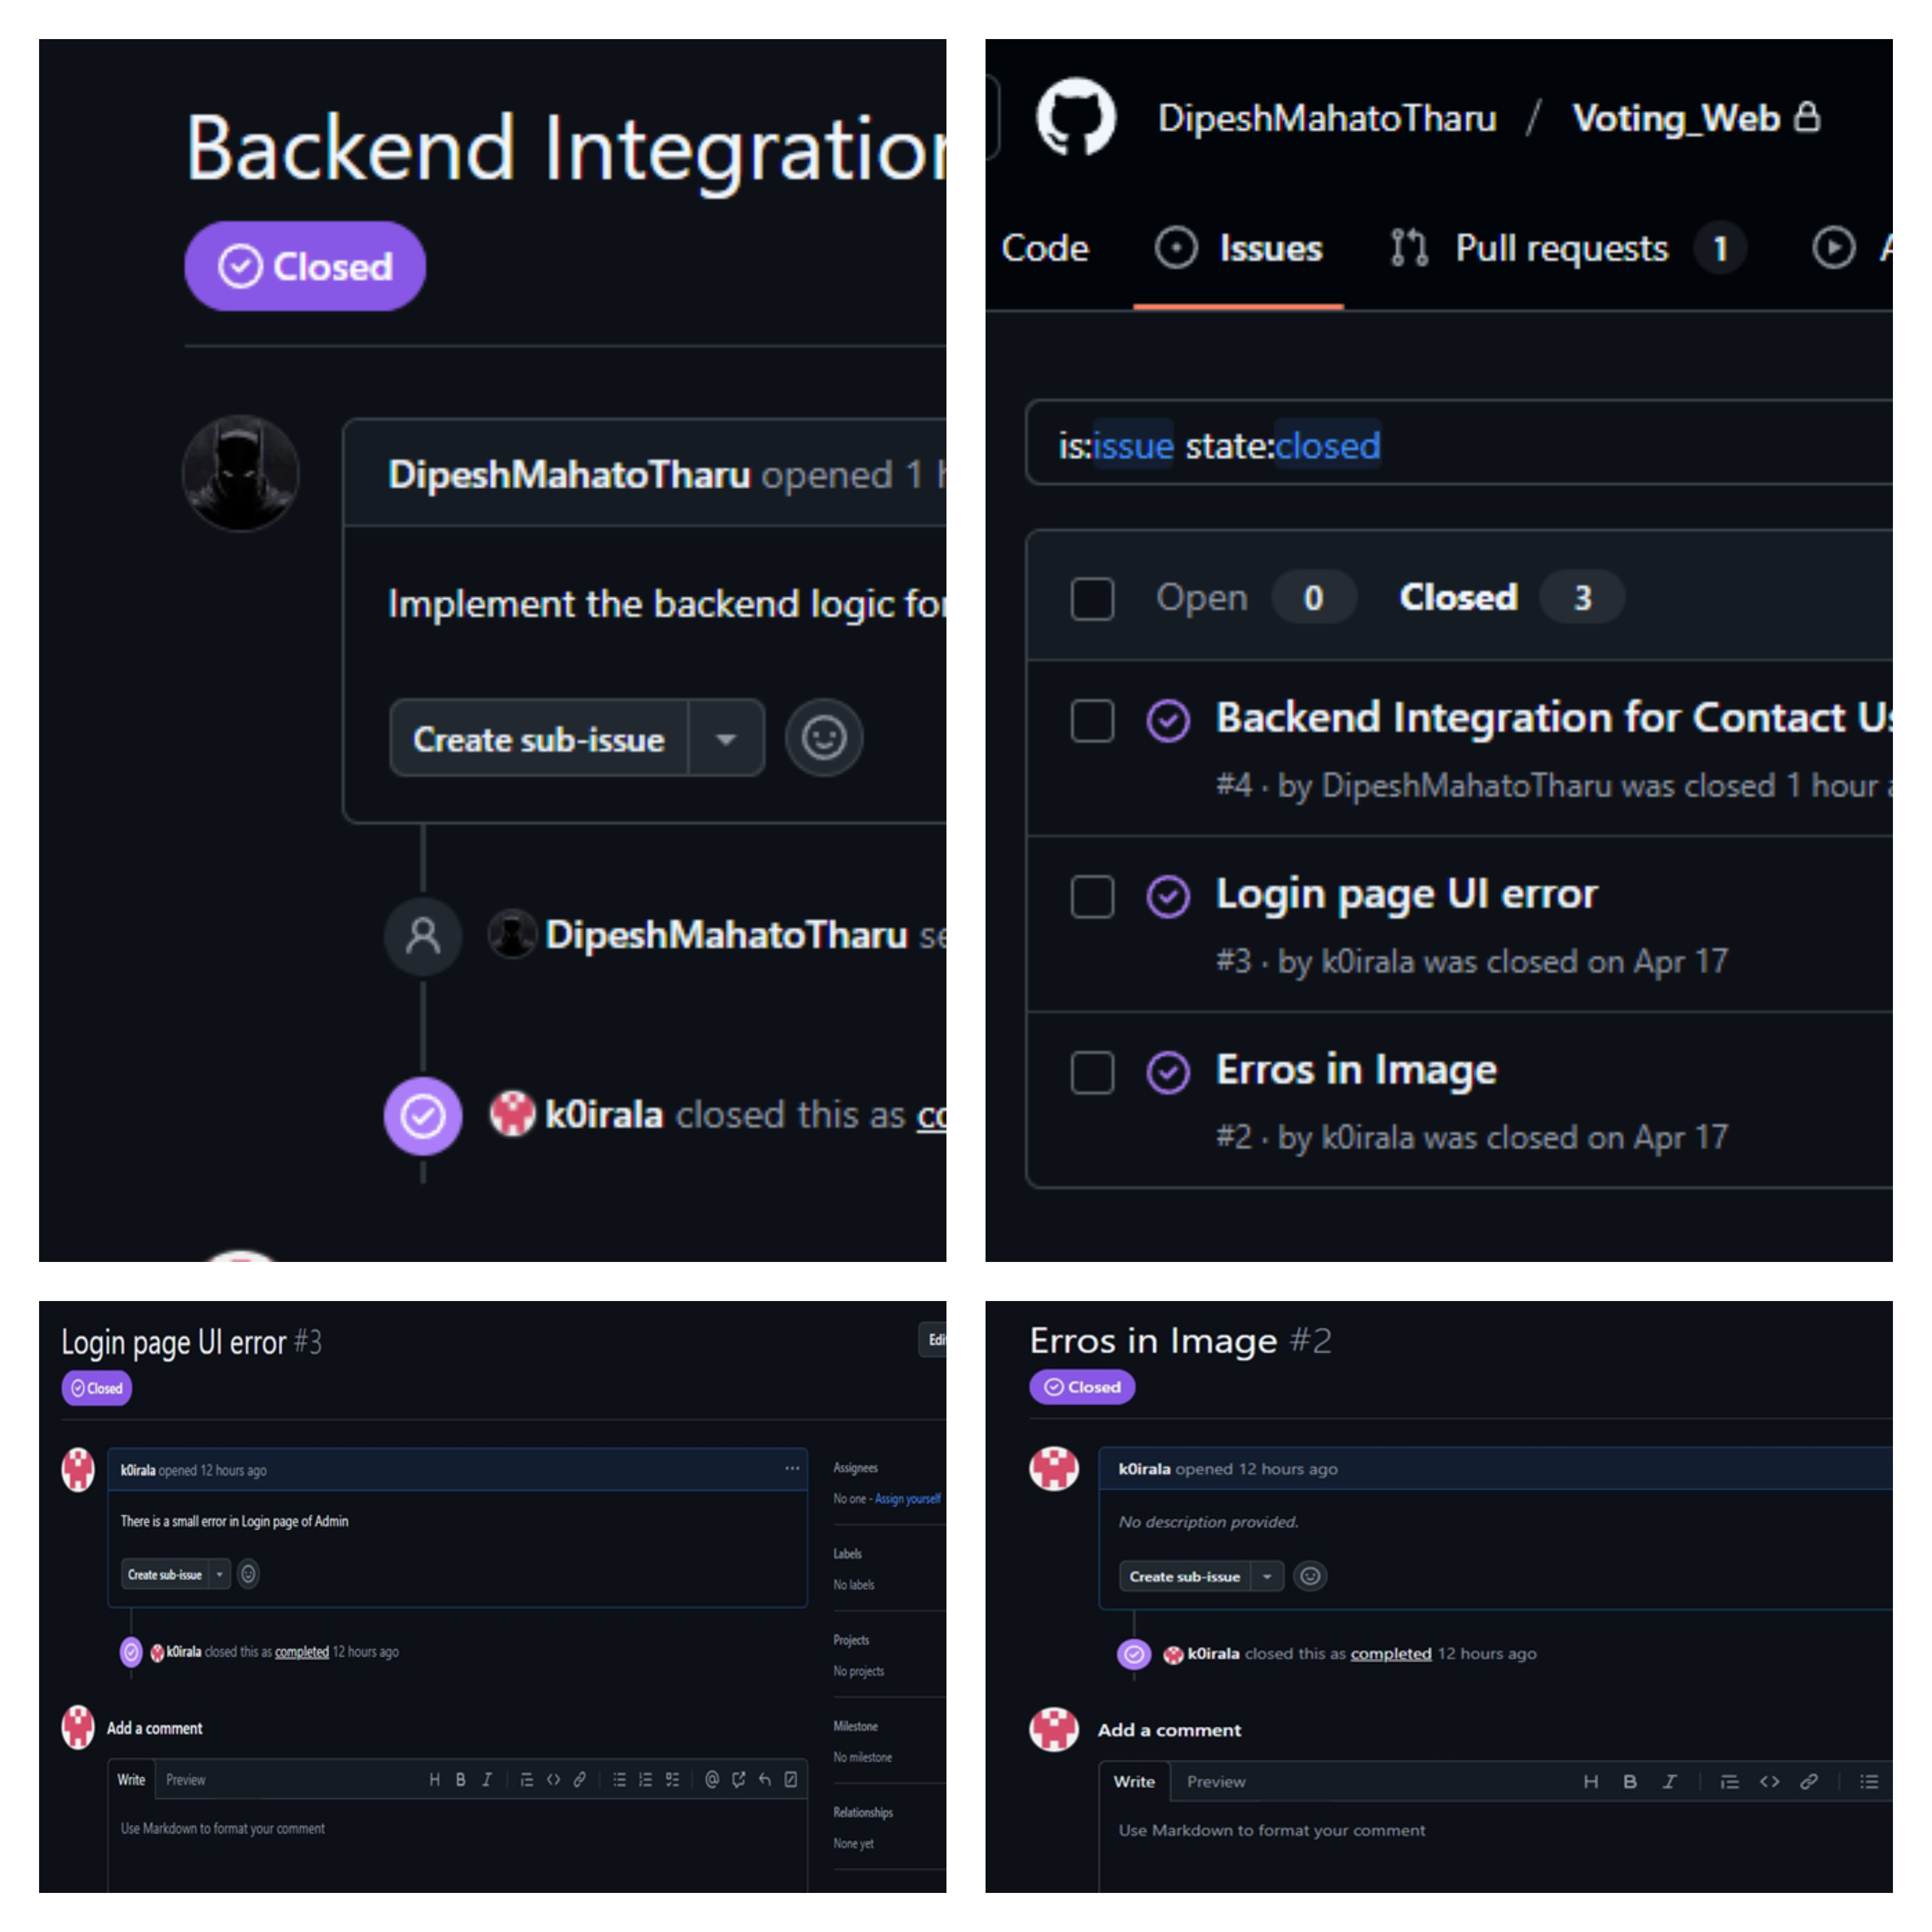 Backend Integration
Closed
DipeshMahatoTharu opened 1
Implement the backend logic for
Create sub-issue
DipeshMahatoTharu
k0irala closed this as
DipeshMahatoTharu / Voting_Web
Code Issues Pull requests 1
is:issue state:closed
Open 0 Closed 3
Backend Integration for Contact Us
#4 · by DipeshMahatoTharu was closed 1 hour
Login page UI error
#3 · by k0irala was closed on Apr 17
Erros in Image
#2 · by k0irala was closed on Apr 17
Login page UI error #3
Edit
Closed
k0irala opened 12 hours ago
There is a small error in Login page of Admin
Create sub-issue
k0irala closed this as completed 12 hours ago
Add a comment
Write Preview
Use Markdown to format your comment
Assignees
No one - Assign yourself
Labels
No labels
Projects
No projects
Milestone
No milestone
Relationships
None yet
Erros in Image #2
Closed
k0irala opened 12 hours ago
No description provided.
Create sub-issue
k0irala closed this as completed 12 hours ago
Add a comment
Write Preview
Use Markdown to format your comment